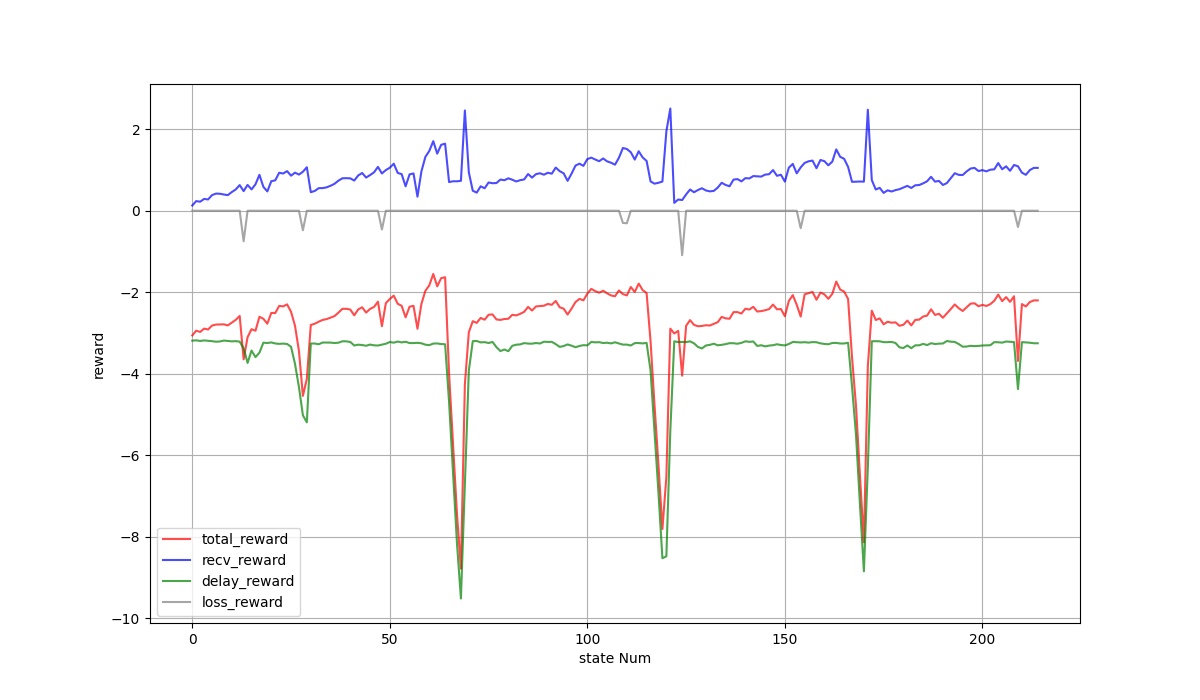 2
0
−2
−4
−6
−8
−10
reward
total_reward
recv_reward
delay_reward
loss_reward
0 50 100 150 200
state Num